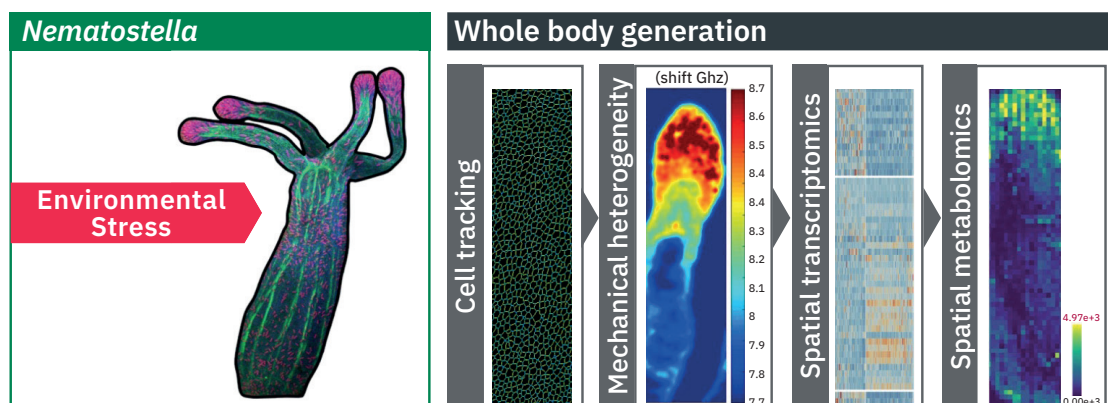 Nematostella
Environmental
Stress
Whole body generation
Cell tracking
Mechanical heterogeneity
(shift Ghz)
8.7
8.6
8.5
8.4
8.3
8.2
8.1
8
7.9
7.8
7.7
Spatial transcriptomics
Spatial metabolomics
4.97e+3
0.00e+3